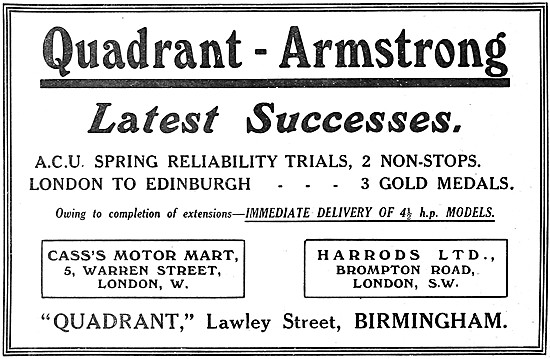 Quadrant - Armstrong
Latest Successes.
A.C.U. SPRING RELIABILITY TRIALS, 2 NON-STOPS.
LONDON TO EDINBURGH - - - 3 GOLD MEDALS.
Owing to completion of extensions—IMMEDIATE DELIVERY OF 4½ h.p. MODELS.
CASS'S MOTOR MART,
5, WARREN STREET,
LONDON, W.
HARRODS LTD.,
BROMPTON ROAD,
LONDON, S.W.
"QUADRANT," Lawley Street, BIRMINGHAM.